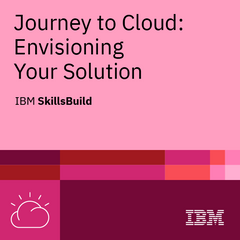 Journey to Cloud:
Envisioning
Your Solution
IBM SkillsBuild
IBM